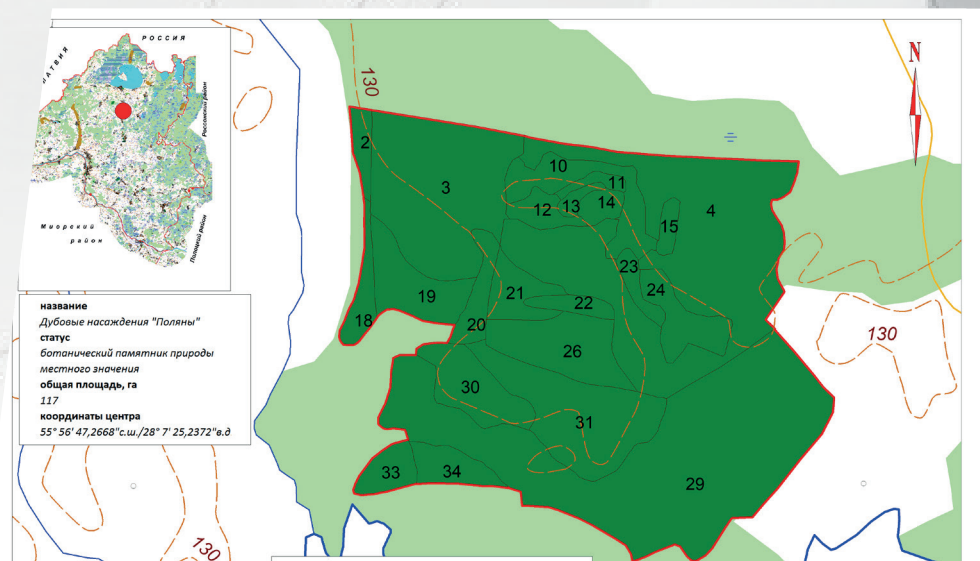 РОССИЯ
ЛАТВИЯ
Россонский район
Миорский
район
Полоцкий район
название
Дубовые насаждения "Поляны"
статус
ботанический памятник природы
местного значения
общая площадь, га
117
координаты центра
55° 56' 47,2668"с.ш./28° 7' 25,2372"в.д
N
130
2
3
10
11
12
13
14
15
4
23
24
19
21
22
18
20
26
130
30
31
33
34
29
130